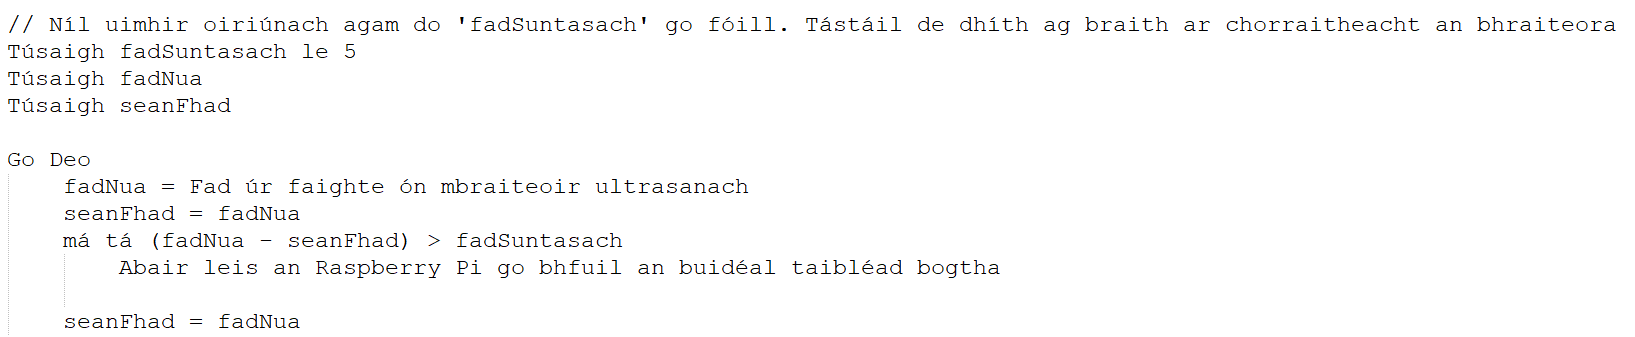 // Níl uimhir oiriúnach agam do 'fadSuntasach' go fóill. Tástáil de dhíth ag braith ar chorraitheacht an bhraiteora
Túsaigh fadSuntasach le 5
Túsaigh fadNua
Túsaigh seanFhad
Go Deo
fadNua = Fad úr faighte ón mbraiteoir ultrasanach
seanFhad = fadNua
má tá (fadNua - seanFhad) > fadSuntasach
Abair leis an Raspberry Pi go bhfuil an buidéal taibléad bogtha
seanFhad = fadNua